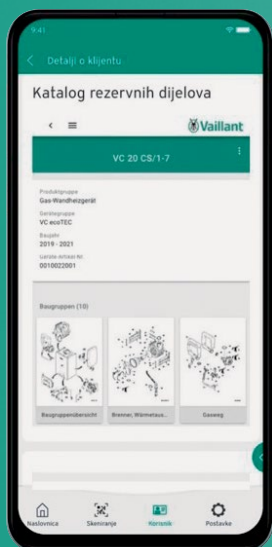 9:41
Detalji o klijentu
Katalog rezervnih dijelova
Vaillant
VC 20 CS/1-7
Produktgruppe
Gas-Wandheizgerät
Gerätegruppe
VC ecoTEC
Baujahr
2019 - 2021
Geräte-Artikel-Nr.
0010022001
Baugruppen (10)
Baugruppenübersicht
Brenner, Wärmetaus...
Gasweg
Naslovnica
Skeniranje
Korisnik
Postavke